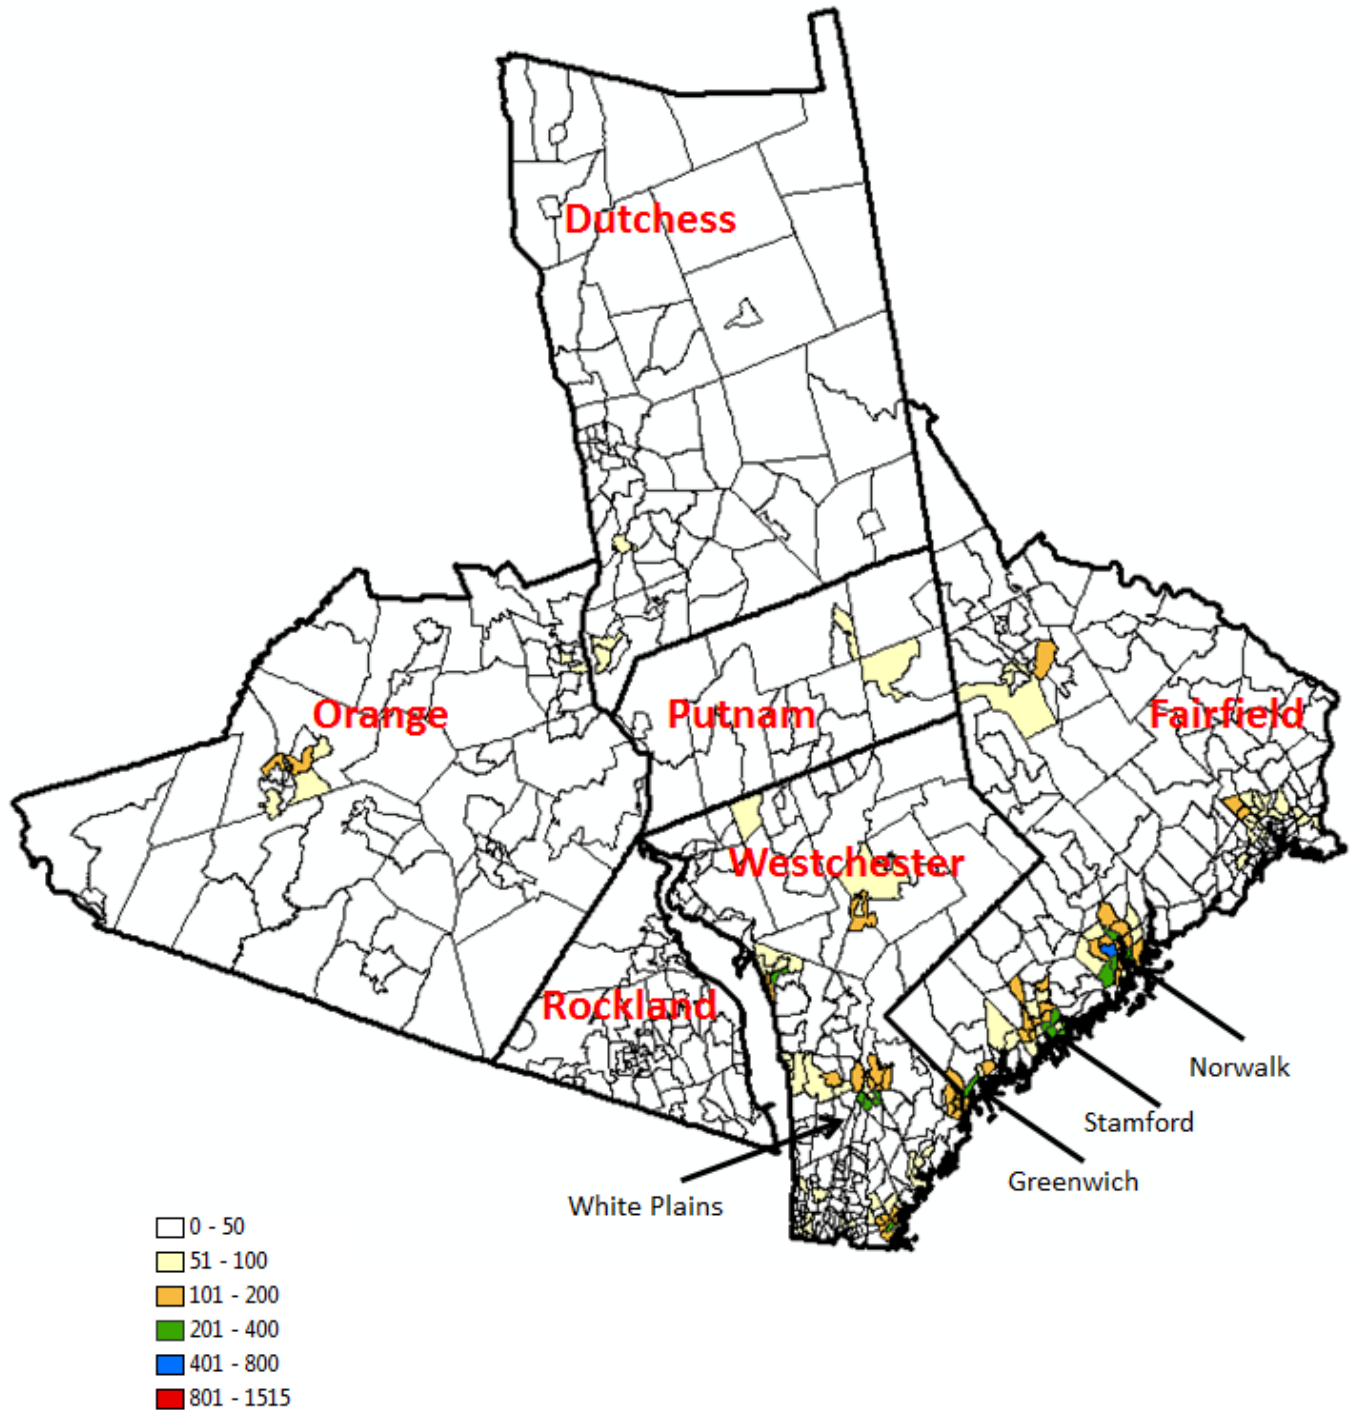 Dutchess
Orange
Putnam
Fairfield
Westchester
Rockland
Norwalk
Stamford
Greenwich
White Plains
0 - 50
51 - 100
101 - 200
201 - 400
401 - 800
801 - 1515